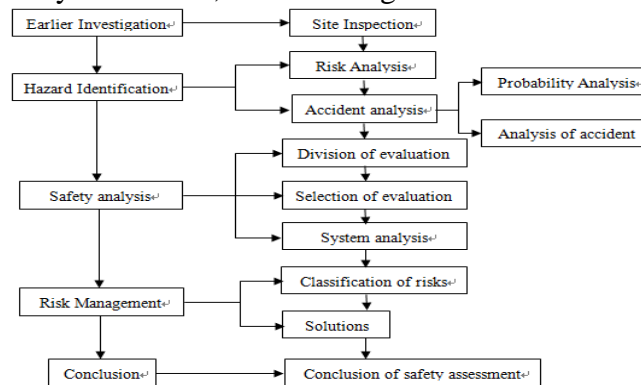 Earlier Investigation
Site Inspection
Risk Analysis
Hazard Identification
Probability Analysis
Accident analysis
Analysis of accident
Division of evaluation
Safety analysis
Selection of evaluation
System analysis
Classification of risks
Risk Management
Solutions
Conclusion
Conclusion of safety assessment